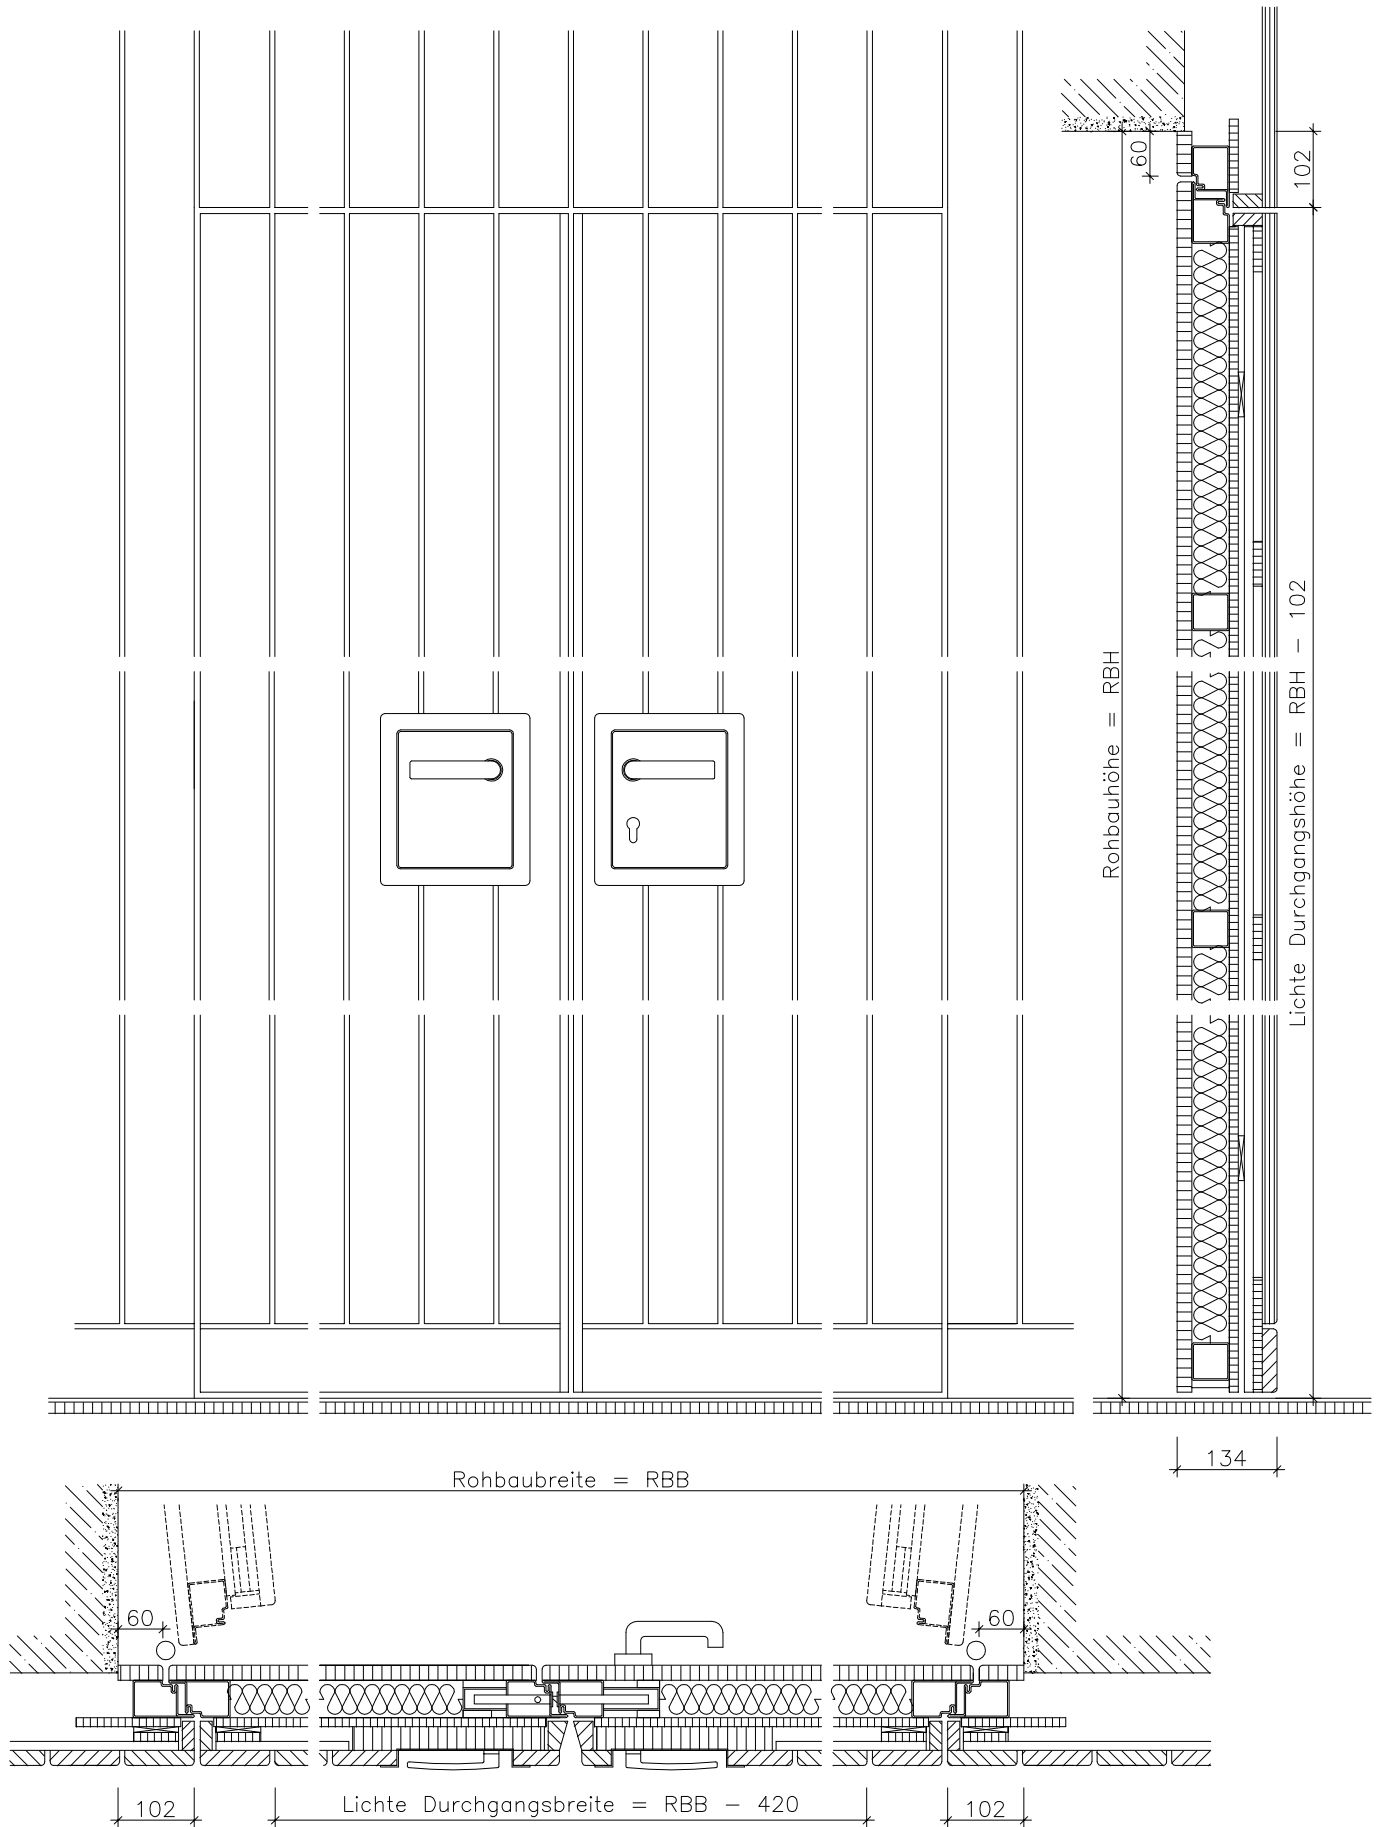 60
102
Rohbauhöhe = RBH
Lichte Durchgangshöhe = RBH - 102
134
Rohbaubreite = RBB
60
60
102
Lichte Durchgangsbreite = RBB - 420
102